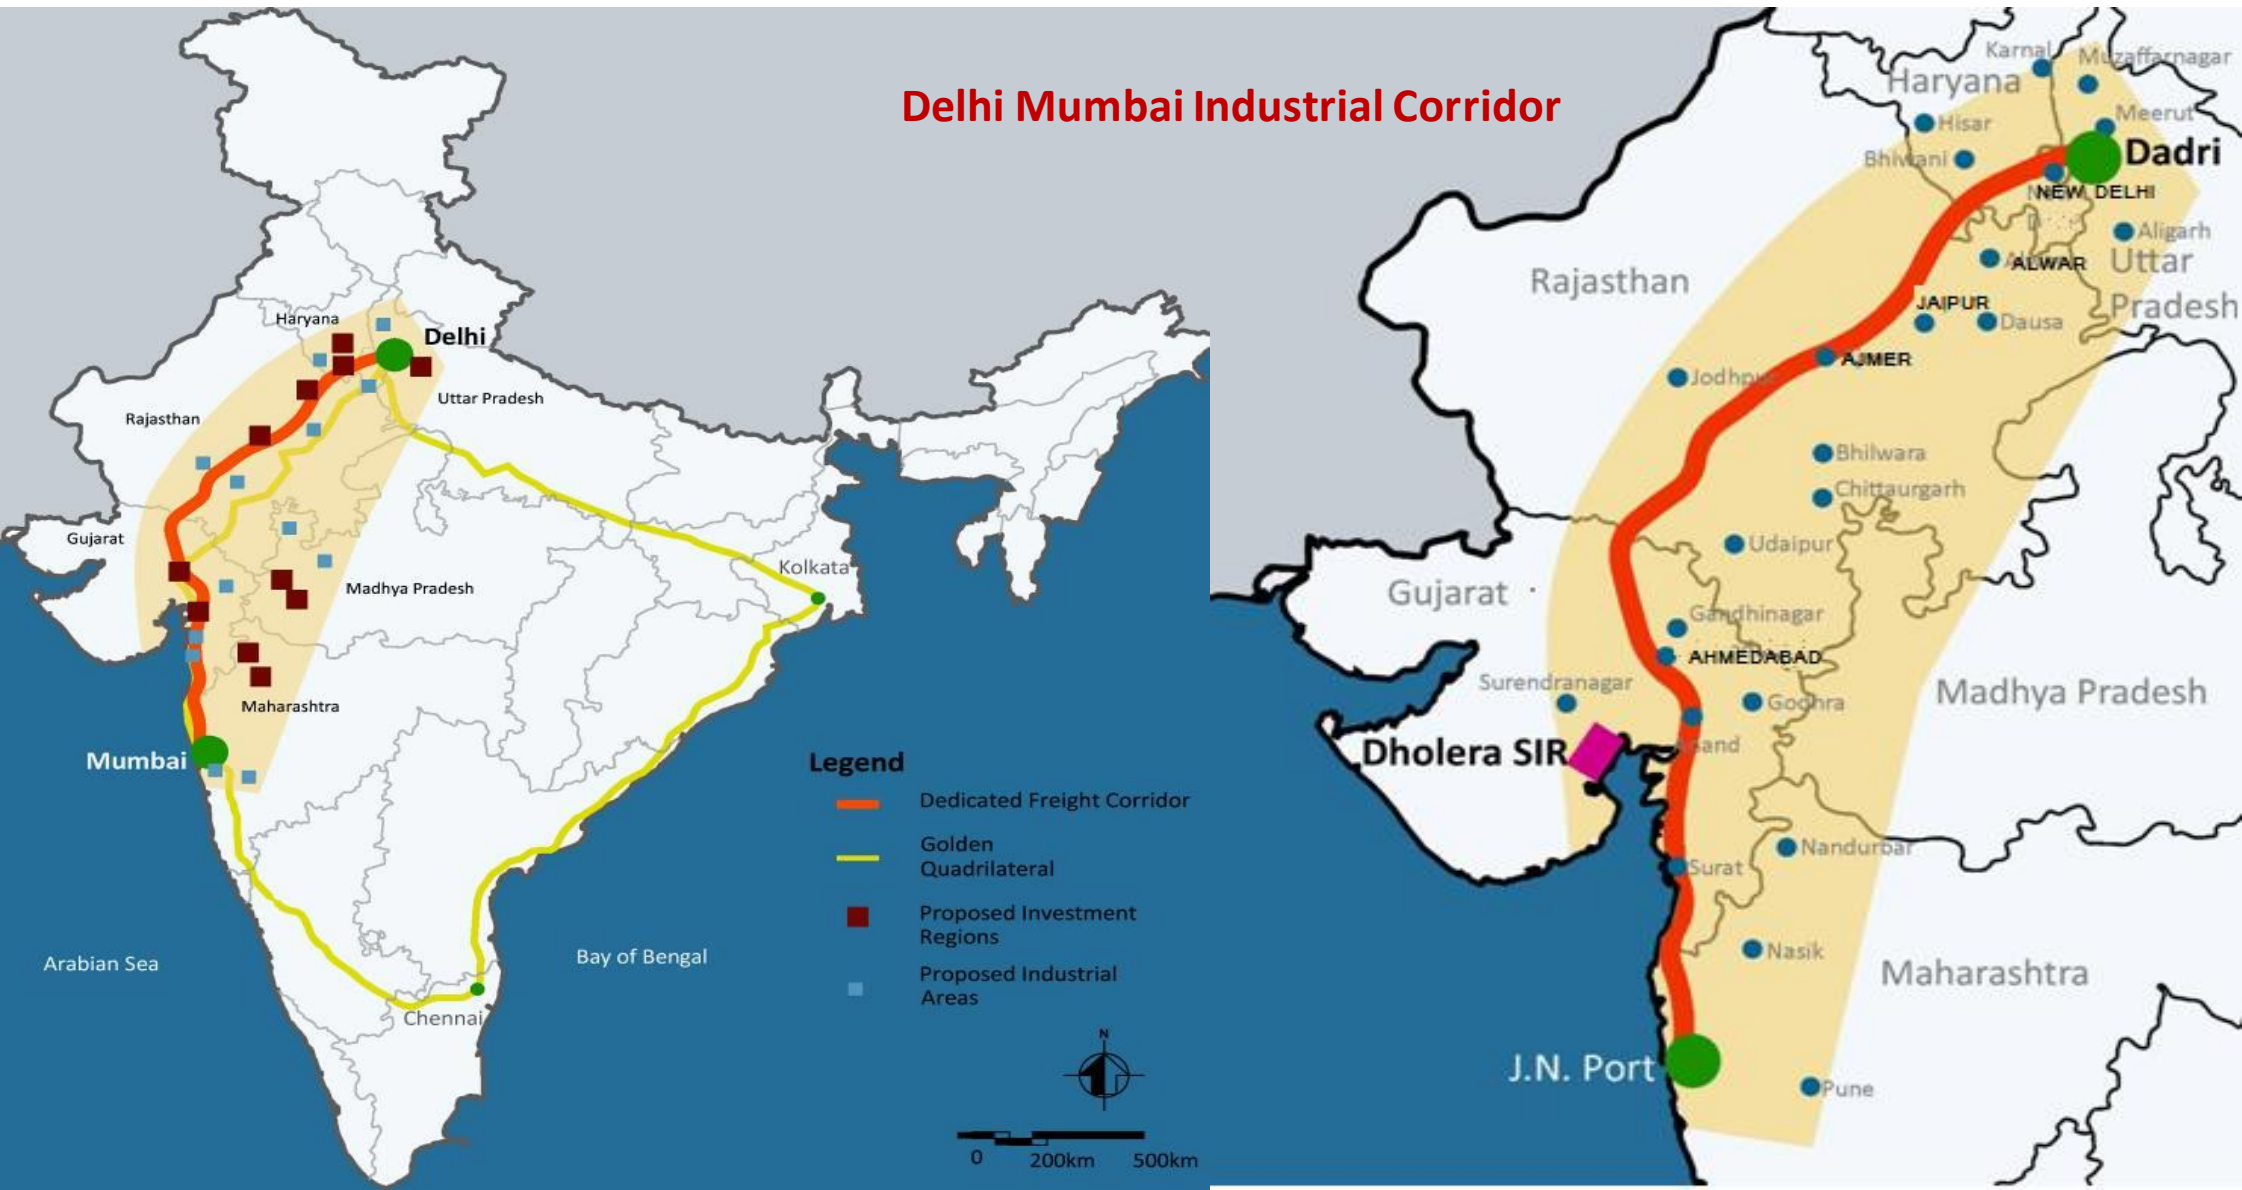 Delhi Mumbai Industrial Corridor
Haryana
Delhi
Rajasthan
Uttar Pradesh
Gujarat
Madhya Pradesh
Kolkata
Maharashtra
Mumbai
Arabian Sea
Bay of Bengal
Chennai
Legend
Dedicated Freight Corridor
Golden
Quadrilateral
Proposed Investment
Regions
Proposed Industrial
Areas
N
0 200km 500km
Karnal
Muzaffarnagar
Haryana
Hisar
Meerut
Bhiwani
Dadri
NEW DELHI
Aligarh
ALWAR
Uttar
Pradesh
Rajasthan
JAIPUR
Dausa
AJMER
Jodhpur
Bhilwara
Chittaurgarh
Udaipur
Gujarat
Gandhinagar
AHMEDABAD
Surendranagar
Godhra
Madhya Pradesh
Dholera SIR
Anand
Nandurbar
Surat
Nasik
Maharashtra
J.N. Port
Pune